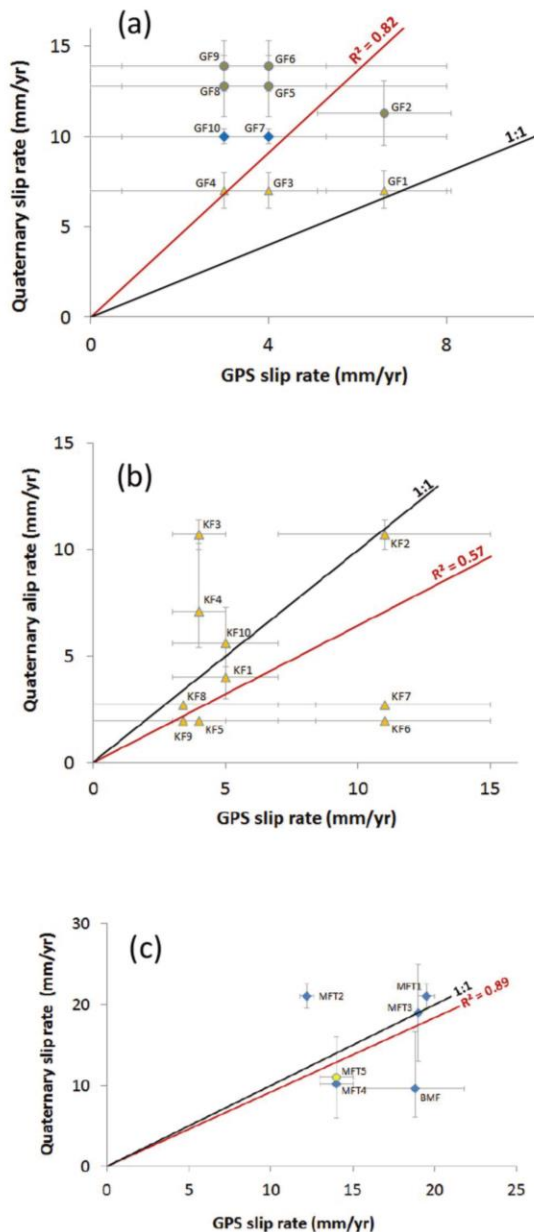 (a)
15
10
5
0
Quaternary slip rate (mm/yr)
R² = 0.82
1:1
GF9
GF6
GF8
GF5
GF2
GF10
GF7
GF4
GF3
GF1
0
4
8
GPS slip rate (mm/yr)
(b)
15
10
5
0
Quaternary alip rate (mm/yr)
1:1
R² = 0.57
KF3
KF2
KF4
KF10
KF1
KF8
KF7
KF9
KF5
KF6
0
5
10
15
GPS slip rate (mm/yr)
(c)
30
20
10
0
Quaternary slip rate (mm/yr)
1:1
R² = 0.89
MFT2
MFT1
MFT3
MFT5
MFT4
BMF
0
5
10
15
20
25
GPS slip rate (mm/yr)